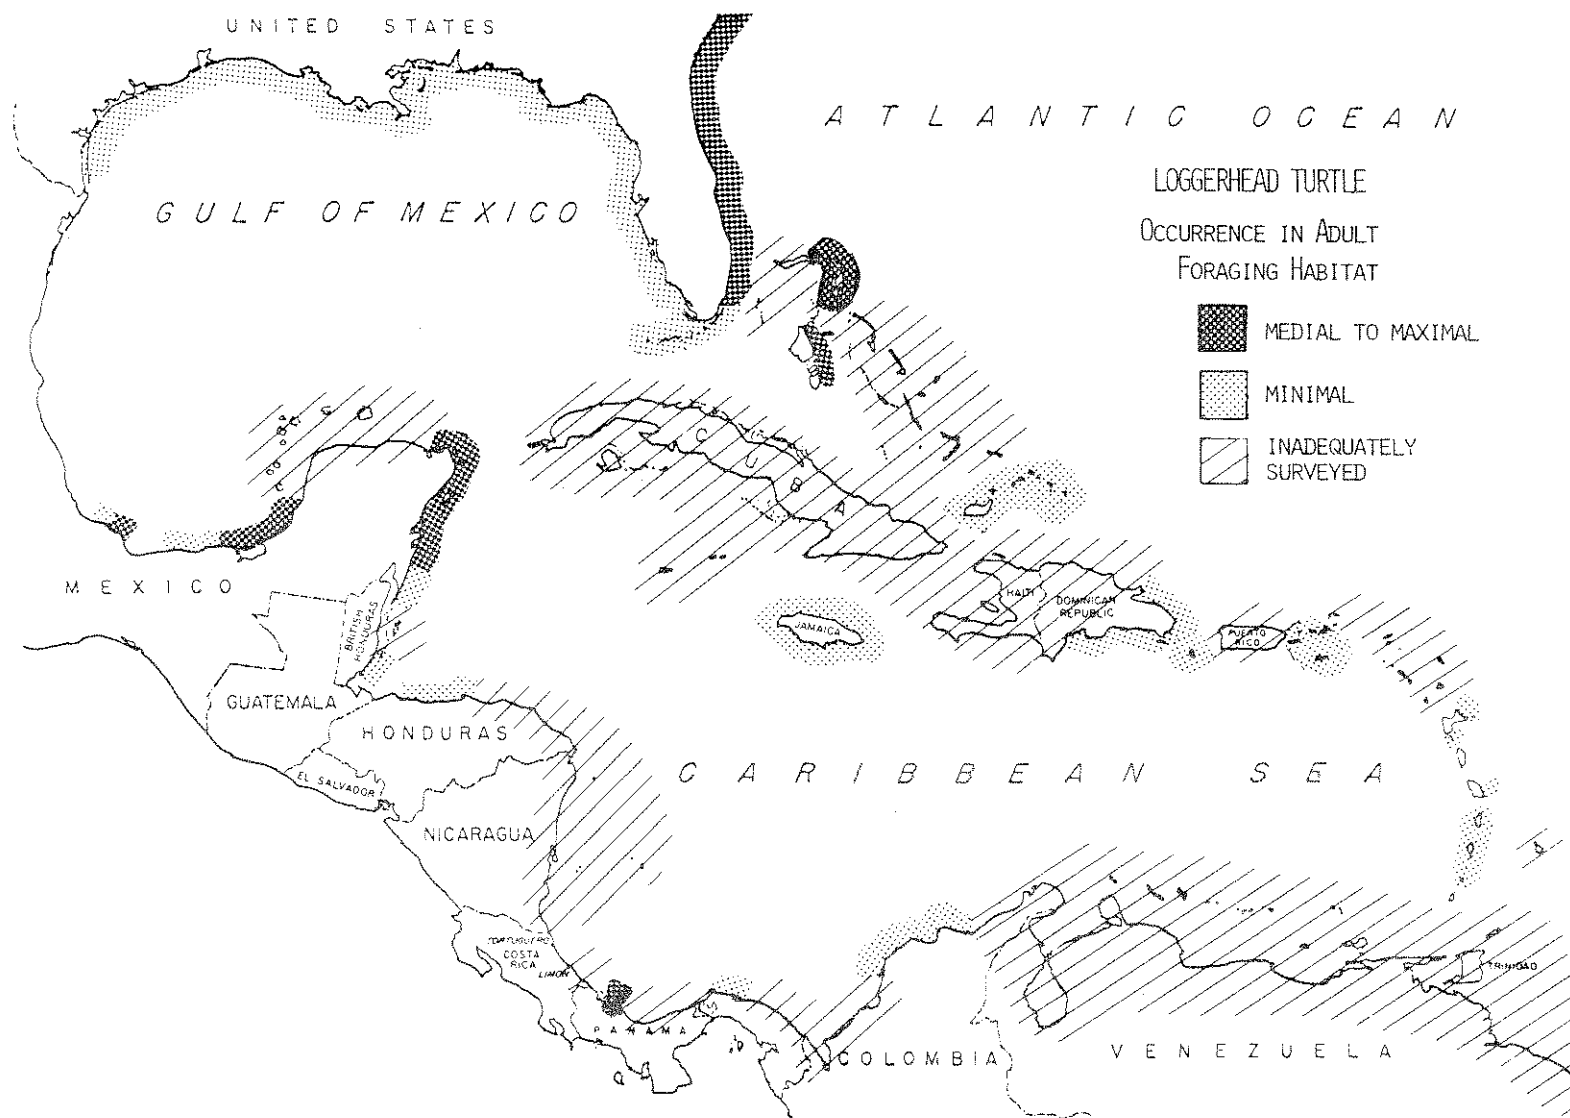 UNITED STATES
ATLANTIC OCEAN
LOGGERHEAD TURTLE
OCCURRENCE IN ADULT
FORAGING HABITAT
MEDIAL TO MAXIMAL
MINIMAL
INADEQUATELY
SURVEYED
GULF OF MEXICO
CUBA
MEXICO
BRITISH
HONDURAS
HAITI
DOMINICAN
REPUBLIC
JAMAICA
PUERTO
RICO
GUATEMALA
HONDURAS
EL SALVADOR
CARIBBEAN SEA
NICARAGUA
TORTUGUERO
COSTA
RICA
LIMON
TRINIDAD
PANAMA
COLOMBIA
VENEZUELA